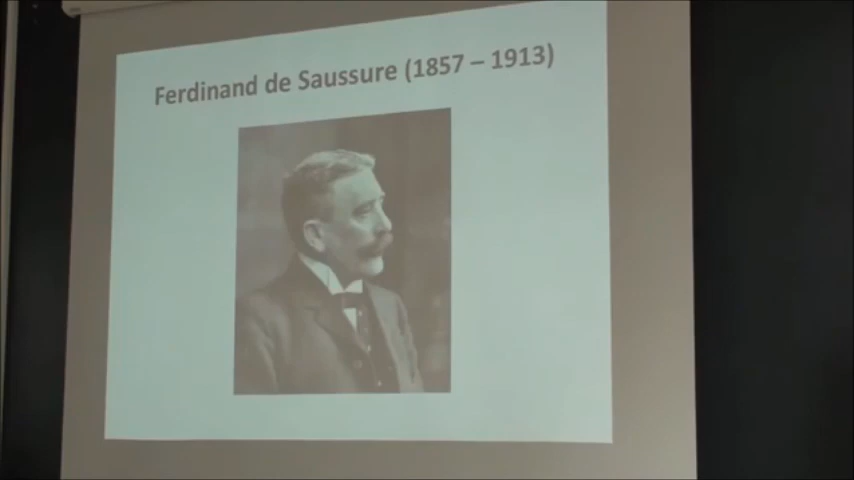 Ferdinand de Saussure (1857 – 1913)